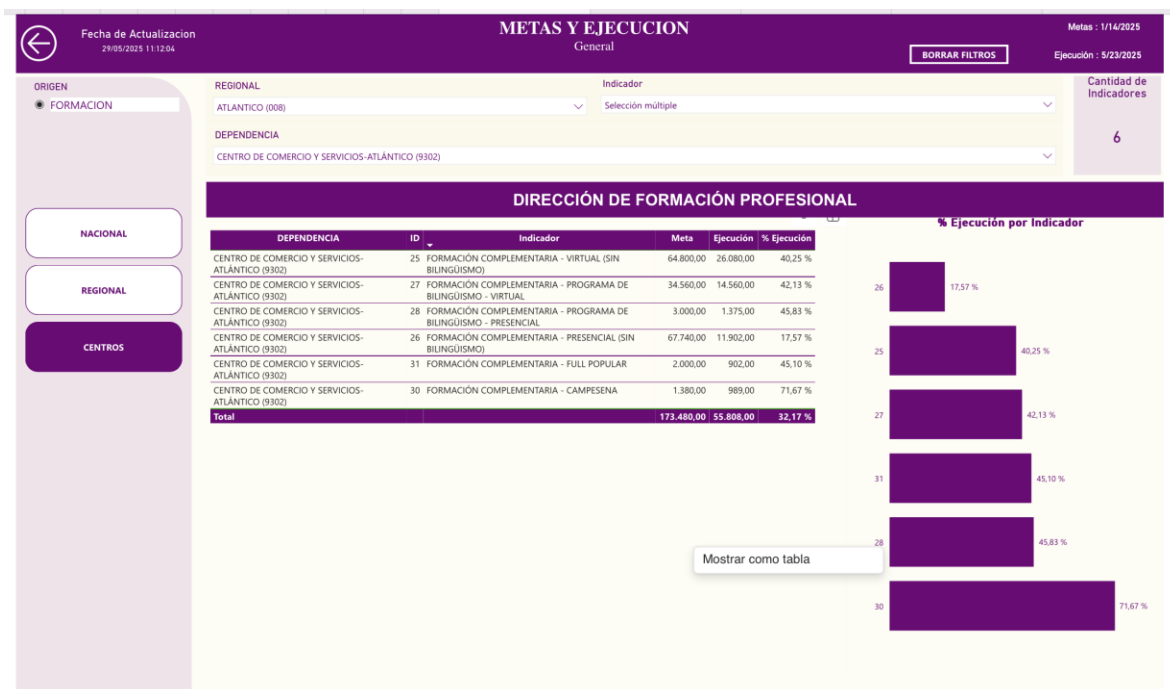 Fecha de Actualizacion
29/05/2025 11:12:04
METAS Y EJECUCION
General
BORRAR FILTROS
Metas : 1/14/2025
Ejecución : 5/23/2025
ORIGEN
FORMACION
REGIONAL
ATLANTICO (008)
Indicador
Selección múltiple
DEPENDENCIA
CENTRO DE COMERCIO Y SERVICIOS-ATLÁNTICO (9302)
Cantidad de
Indicadores
6
NACIONAL
REGIONAL
CENTROS
DIRECCIÓN DE FORMACIÓN PROFESIONAL
DEPENDENCIA ID Indicador Meta Ejecución % Ejecución
CENTRO DE COMERCIO Y SERVICIOS- 25 FORMACIÓN COMPLEMENTARIA - VIRTUAL (SIN 64.800,00 26.080,00 40,25 %
ATLÁNTICO (9302) BILINGÜISMO)
CENTRO DE COMERCIO Y SERVICIOS- 27 FORMACIÓN COMPLEMENTARIA - PROGRAMA DE 34.560,00 14.560,00 42,13 %
ATLÁNTICO (9302) BILINGÜISMO - VIRTUAL
CENTRO DE COMERCIO Y SERVICIOS- 28 FORMACIÓN COMPLEMENTARIA - PROGRAMA DE 3.000,00 1.375,00 45,83 %
ATLÁNTICO (9302) BILINGÜISMO - PRESENCIAL
CENTRO DE COMERCIO Y SERVICIOS- 26 FORMACIÓN COMPLEMENTARIA - PRESENCIAL (SIN 67.740,00 11.902,00 17,57 %
ATLÁNTICO (9302) BILINGÜISMO)
CENTRO DE COMERCIO Y SERVICIOS- 31 FORMACIÓN COMPLEMENTARIA - FULL POPULAR 2.000,00 902,00 45,10 %
ATLÁNTICO (9302)
CENTRO DE COMERCIO Y SERVICIOS- 30 FORMACIÓN COMPLEMENTARIA - CAMPESENA 1.380,00 989,00 71,67 %
ATLÁNTICO (9302)
Total 173.480,00 55.808,00 32,17 %
% Ejecución por Indicador
26 17,57 %
25 40,25 %
27 42,13 %
31 45,10 %
28 45,83 %
30 71,67 %
Mostrar como tabla